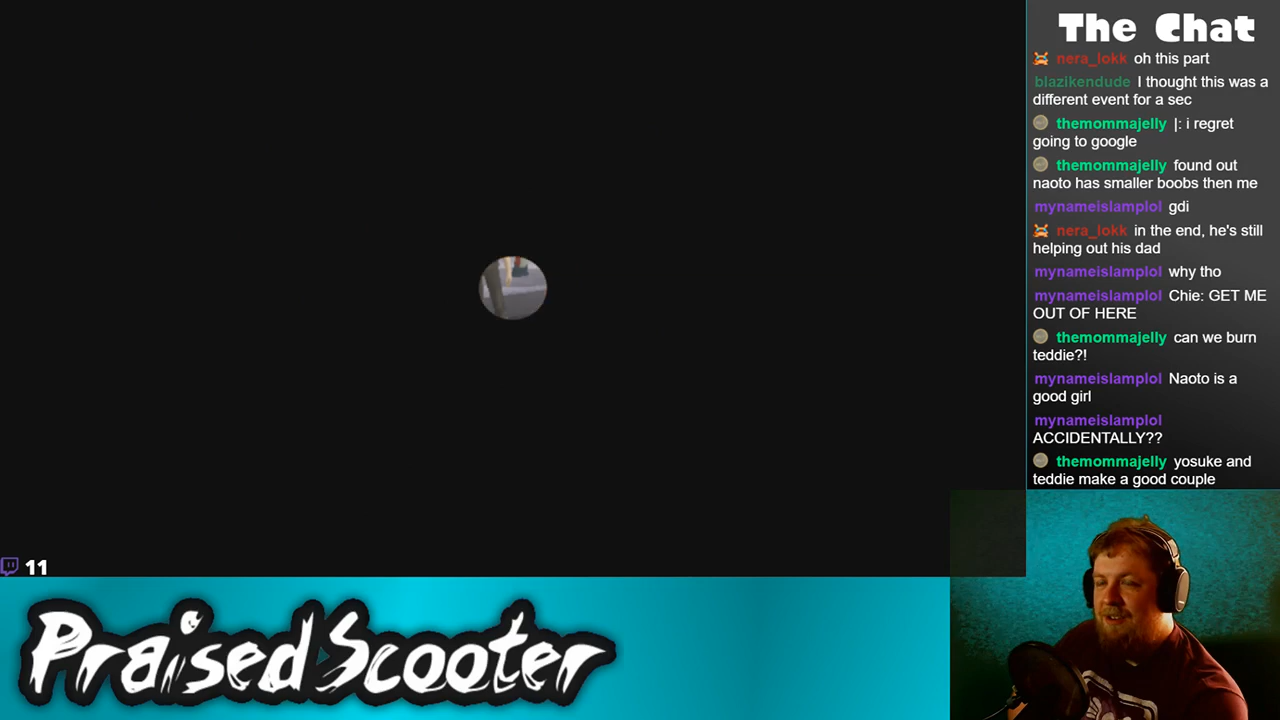 The Chat
nera_lokk oh this part
blazikendude I thought this was a
different event for a sec
themommajelly |: i regret
going to google
themommajelly found out
naoto has smaller boobs then me
mynameislamplol gdi
nera_lokk in the end, he's still
helping out his dad
mynameislamplol why tho
mynameislamplol Chie: GET ME
OUT OF HERE
themommajelly can we burn
teddie?!
mynameislamplol Naoto is a
good girl
mynameislamplol
ACCIDENTALLY??
themommajelly yosuke and
teddie make a good couple
11
PraisedScooter